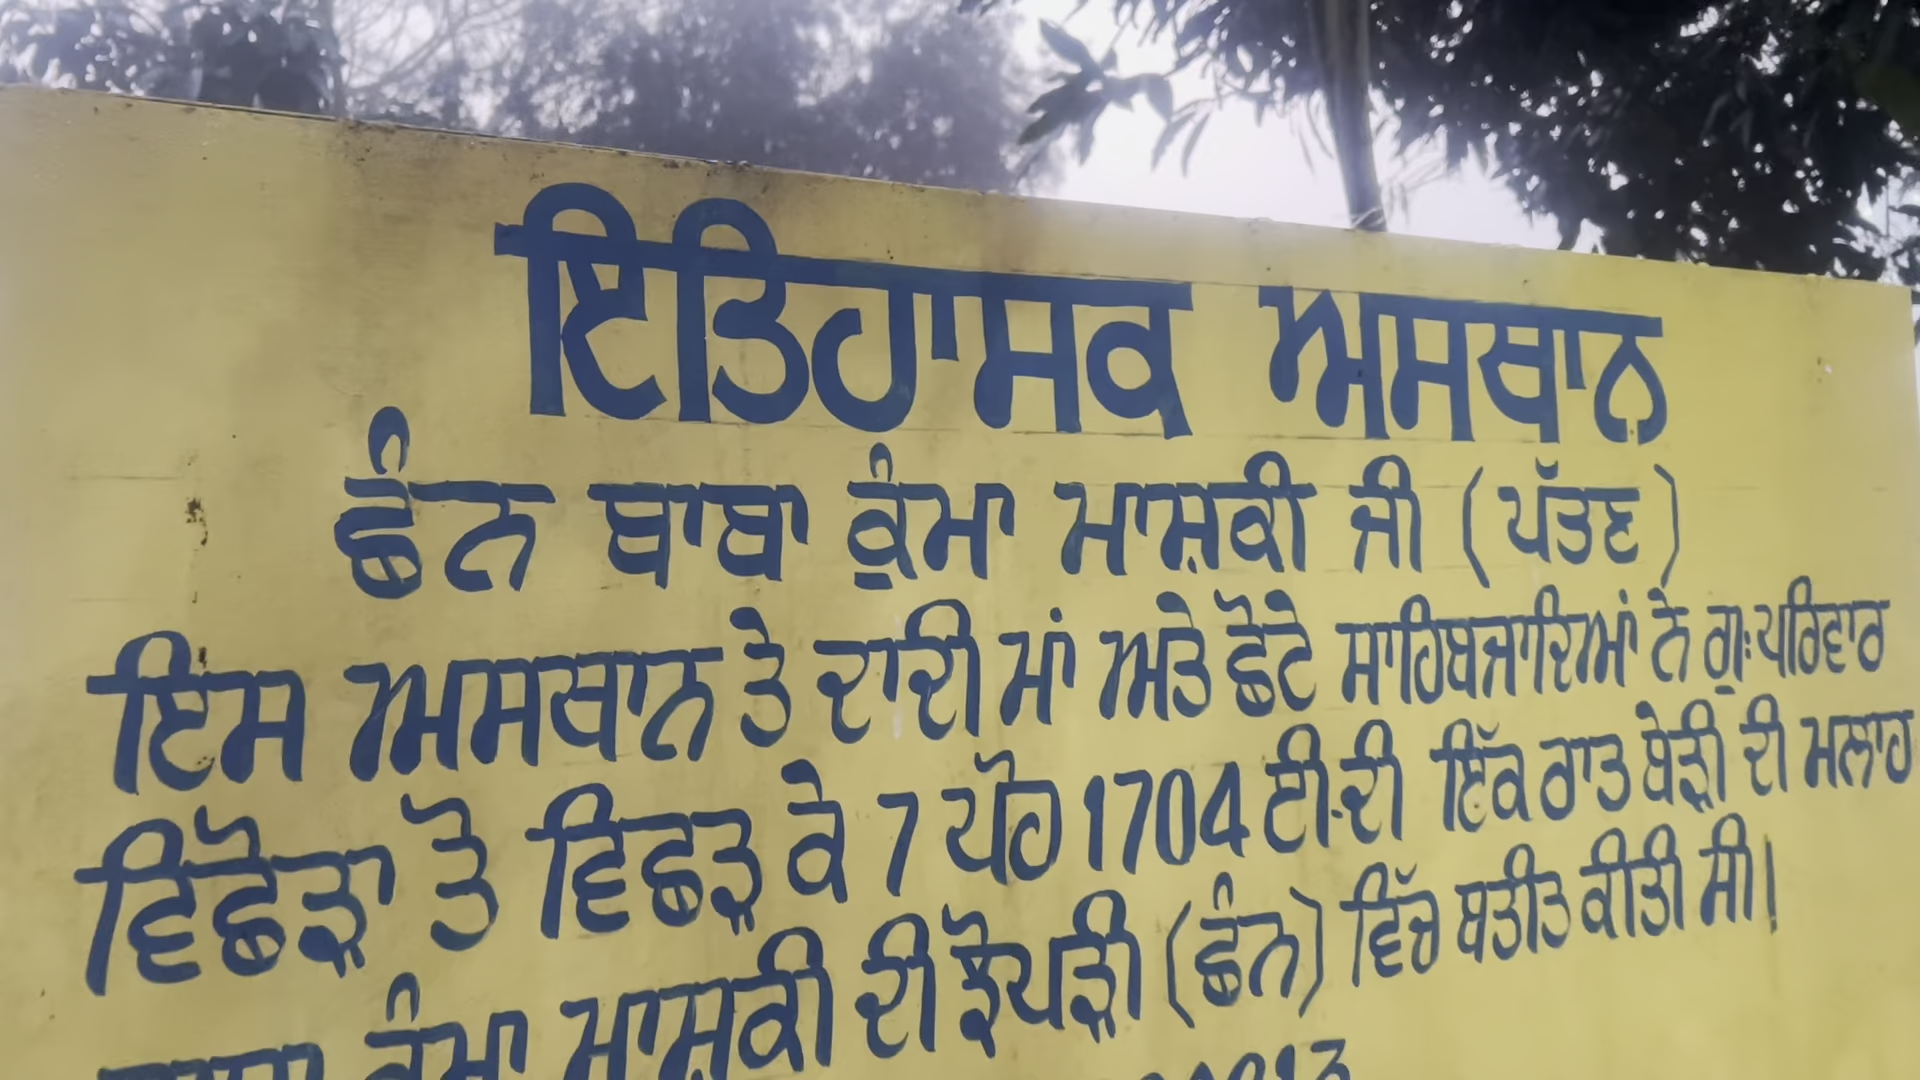 ਇਤਿਹਾਸਕ ਅਸਥਾਨ
ਛੰਨ ਬਾਬਾ ਕੁੰਮਾ ਮਾਸ਼ਕੀ ਜੀ (ਪੱਤਣ)
ਇਸ ਅਸਥਾਨ ਤੇ ਦਾਦੀ ਮਾਂ ਅਤੇ ਛੋਟੇ ਸਾਹਿਬਜਾਦਿਆਂ ਨੇ ਗੁ: ਪਰਿਵਾਰ
ਵਿਛੋੜਾ ਤੋ ਵਿਛੜ ਕੇ 7 ਪੋਹ 1704 ਈ.ਦੀ ਇੱਕ ਰਾਤ ਬੇੜੀ ਦੀ ਮਲਾਹ
ਕੁੰਮਾ ਮਾਸ਼ਕੀ ਦੀ ਝੋਪੜੀ (ਛੰਨ) ਵਿੱਚ ਬਤੀਤ ਕੀਤੀ ਸੀ।